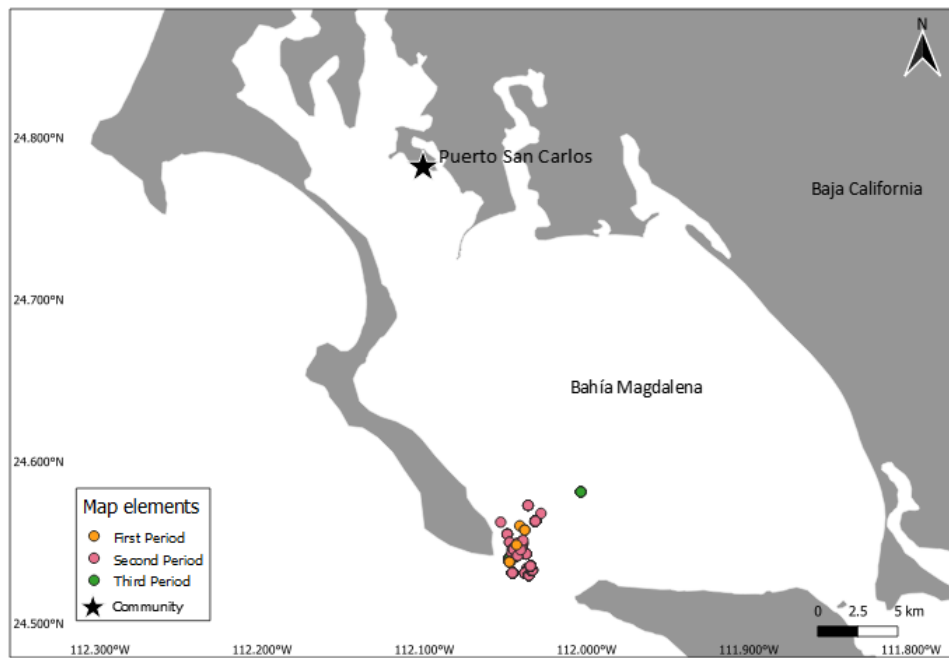 N
24.800°N
Puerto San Carlos
Baja California
24.700°N
Bahía Magdalena
24.600°N
Map elements
First Period
Second Period
Third Period
Community
0 2.5 5 km
24.500°N
112.300°W 112.200°W 112.100°W 112.000°W 111.900°W 111.800°W